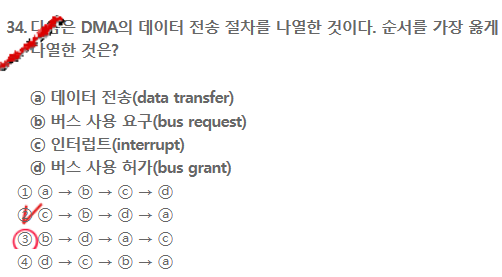 34. 다음은 DMA의 데이터 전송 절차를 나열한 것이다. 순서를 가장 옳게
나열한 것은?
ⓐ 데이터 전송(data transfer)
ⓑ 버스 사용 요구(bus request)
ⓒ 인터럽트(interrupt)
ⓓ 버스 사용 허가(bus grant)
① ⓐ → ⓑ → ⓒ → ⓓ
② ⓒ → ⓑ → ⓓ → ⓐ
③ ⓑ → ⓓ → ⓐ → ⓒ
④ ⓓ → ⓒ → ⓑ → ⓐ